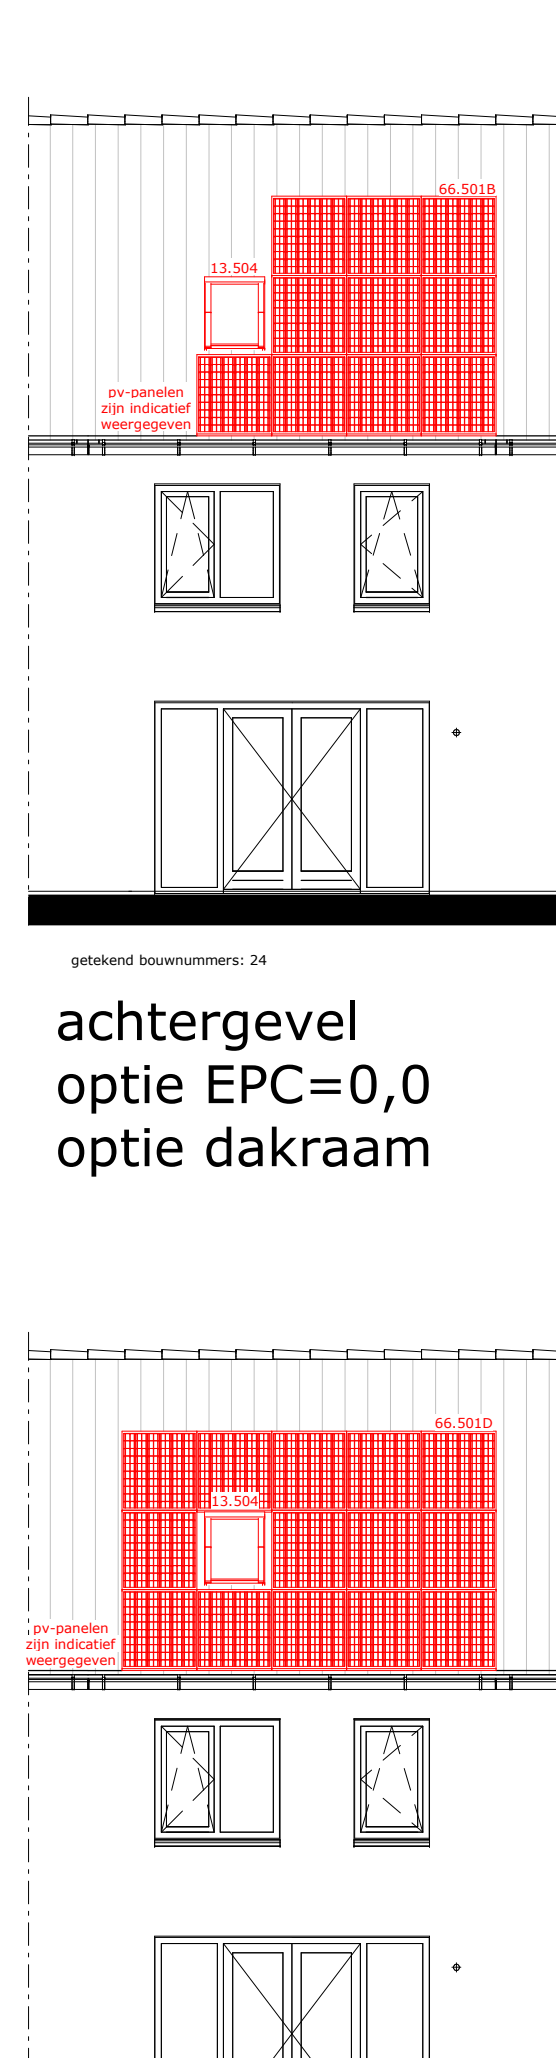 66.501B
13.504
pv-panelen
zijn indicatief
weergegeven
getekend bouwnummers: 24
achtergevel
optie EPC=0,0
optie dakraam
66.501D
13.504
pv-panelen
zijn indicatief
weergegeven